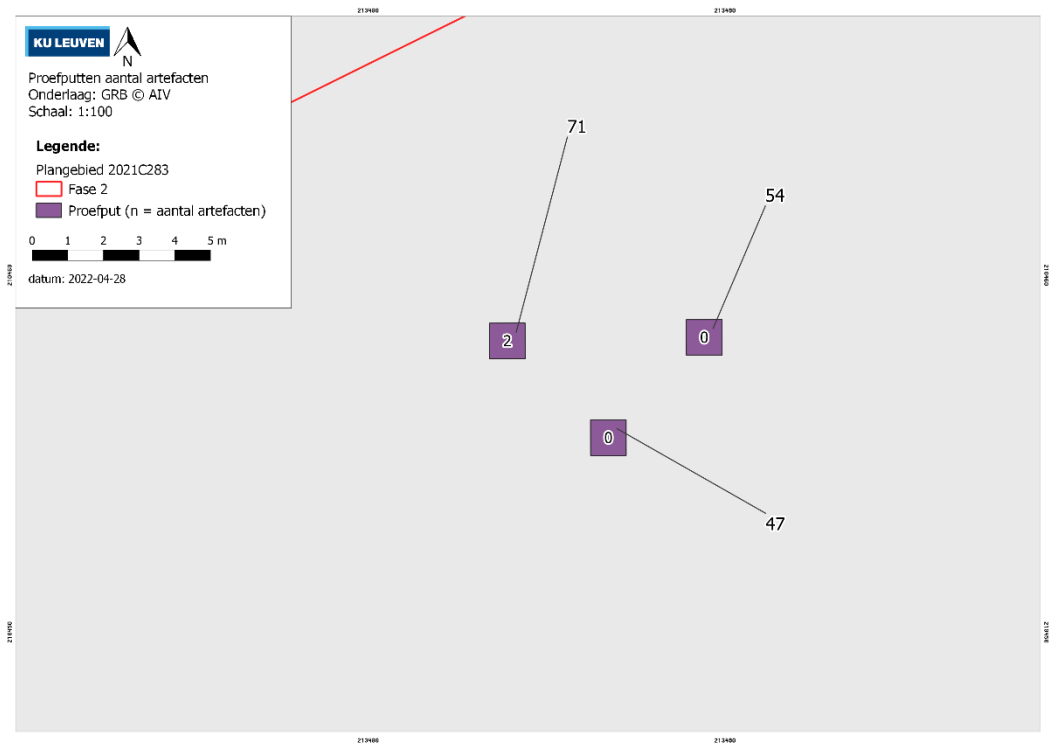 KU LEUVEN
N
Proefputten aantal artefacten
Onderlaag: GRB © AIV
Schaal: 1:100
Legende:
Plangebied 2021C283
Fase 2
Proefput (n = aantal artefacten)
0 1 2 3 4 5 m
datum: 2022-04-28
71
54
2
0
0
47